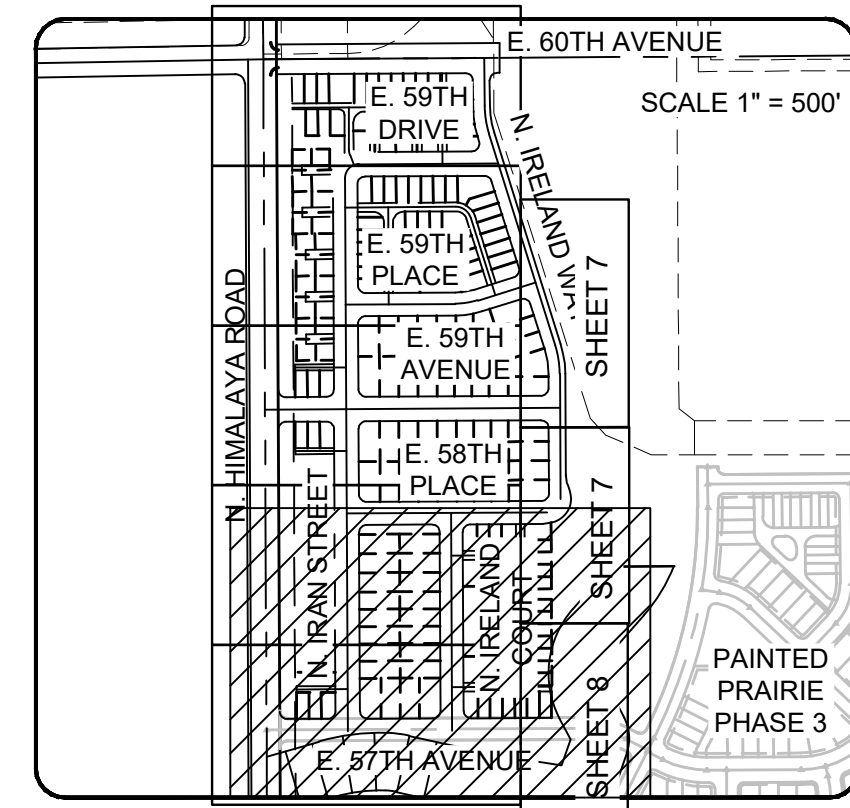 E. 60TH AVENUE
SCALE 1" = 500'
E. 59TH
DRIVE
N. IRELAND WAY
E. 59TH
PLACE
SHEET 7
N. HIMALAYA ROAD
E. 59TH
AVENUE
E. 58TH
PLACE
SHEET 7
N. IRAN STREET
N. IRELAND
COURT
PAINTED
PRAIRIE
PHASE 3
SHEET 8
E. 57TH AVENUE